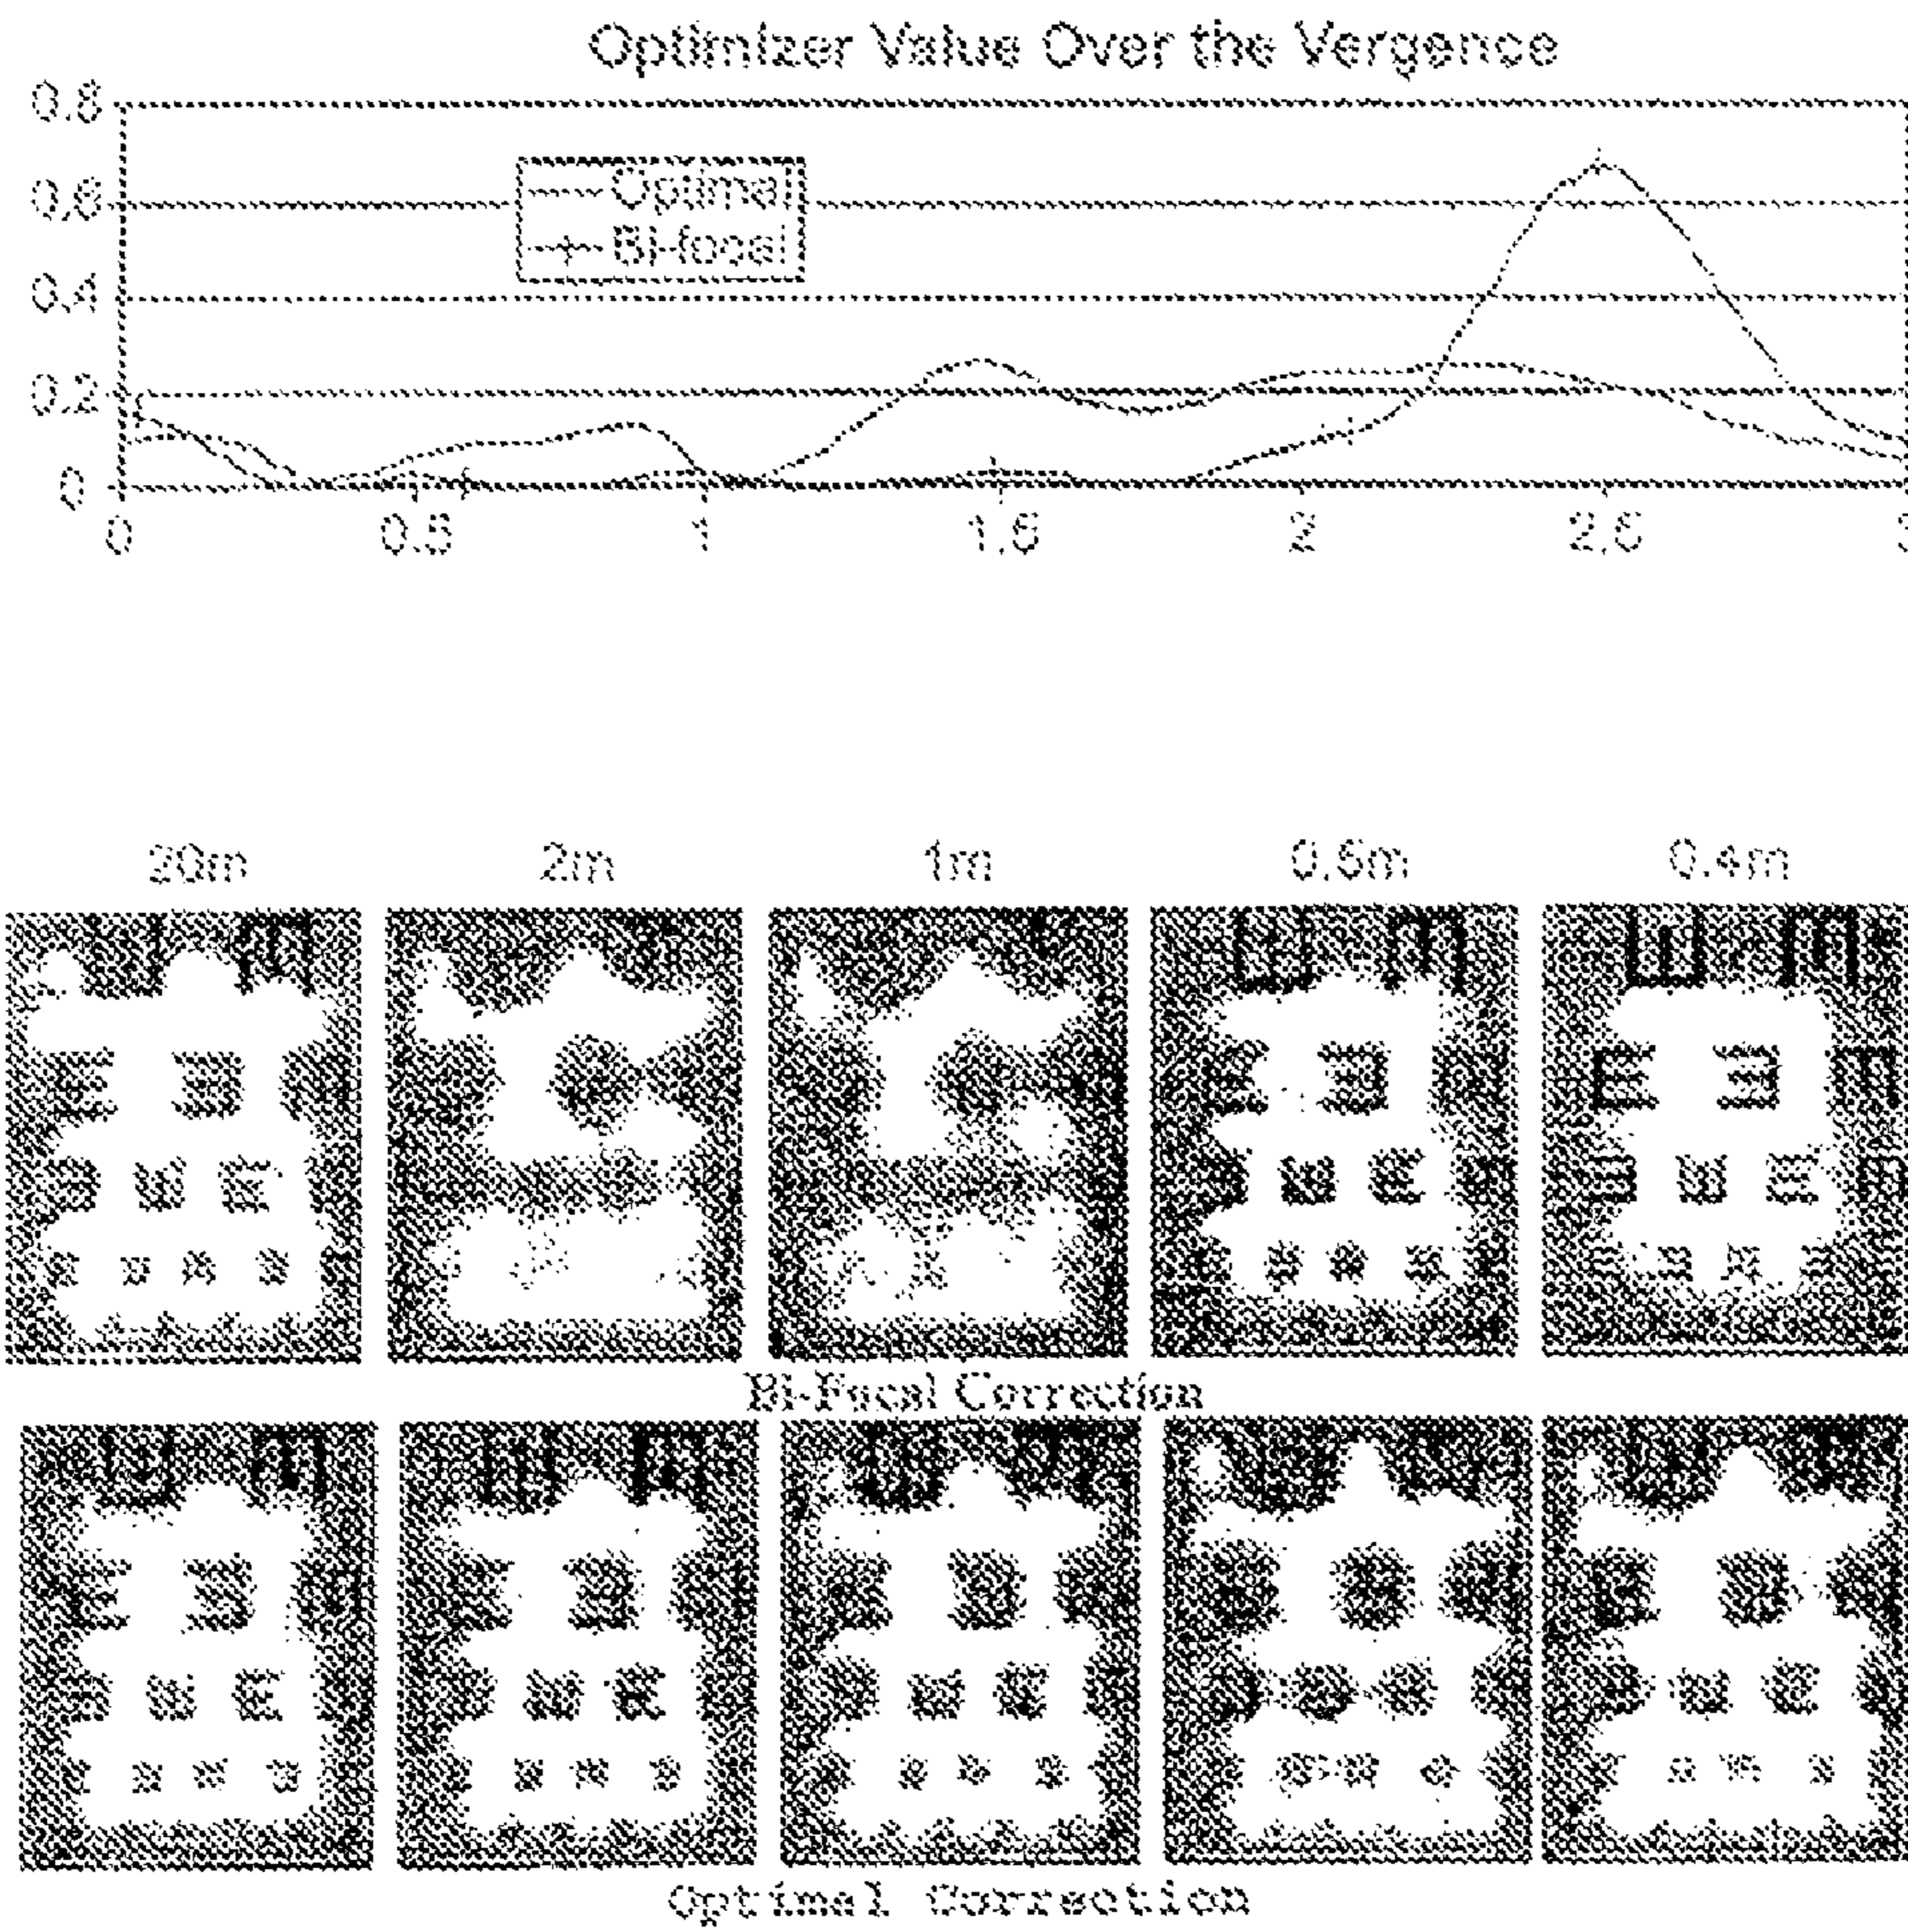 Optimizer Value Over the Vergence
0.8
0.6
0.4
0.2
0
Optimal
Bi-focal
0 0.5 1 1.5 2 2.5 3
20m 2m 1m 0.5m 0.4m
Bi-Focal Correction
Optimal Correction